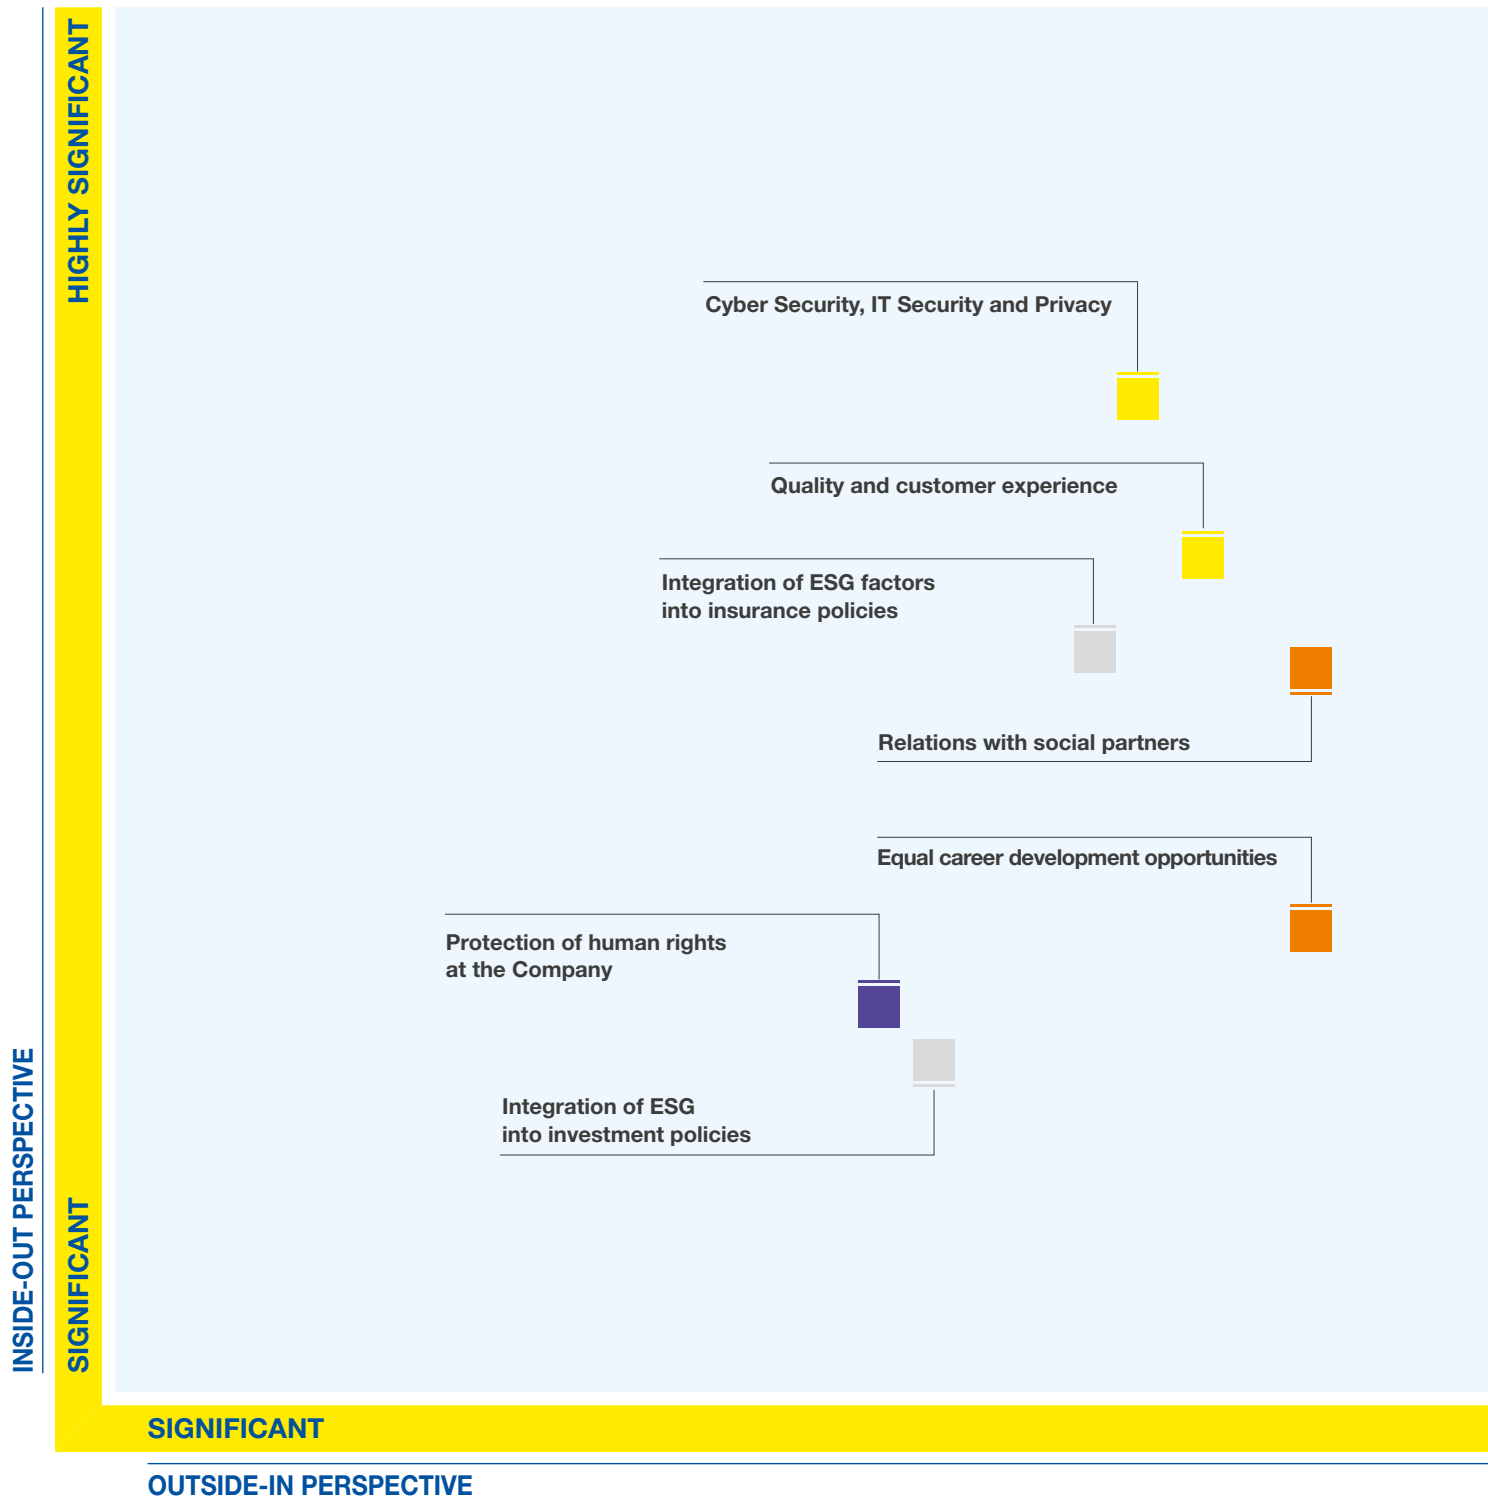 HIGHLY SIGNIFICANT
Cyber Security, IT Security and Privacy
Quality and customer experience
Integration of ESG factors
into insurance policies
Relations with social partners
Equal career development opportunities
Protection of human rights
at the Company
Integration of ESG
into investment policies
INSIDE-OUT PERSPECTIVE
SIGNIFICANT
SIGNIFICANT
OUTSIDE-IN PERSPECTIVE